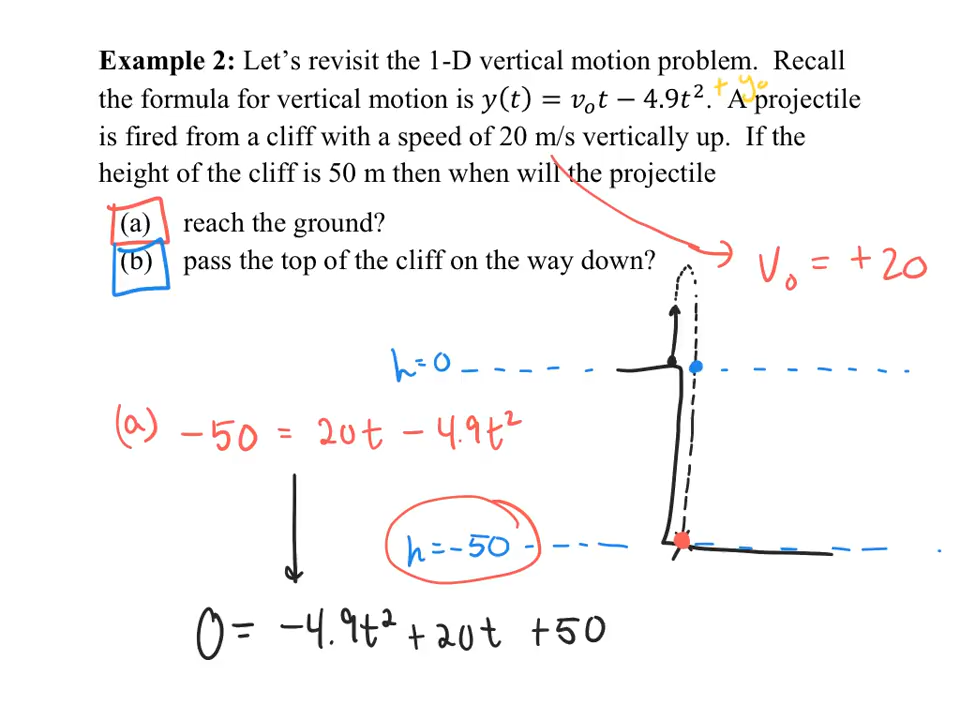 Example 2: Let's revisit the 1-D vertical motion problem. Recall
the formula for vertical motion is y(t) = vₒt − 4.9t². + yₒ A projectile
is fired from a cliff with a speed of 20 m/s vertically up. If the
height of the cliff is 50 m then when will the projectile
(a) reach the ground?
(b) pass the top of the cliff on the way down?
V₀ = +20
h=0
(a) -50 = 20t - 4.9t²
h=-50
0 = -4.9t² + 20t +50